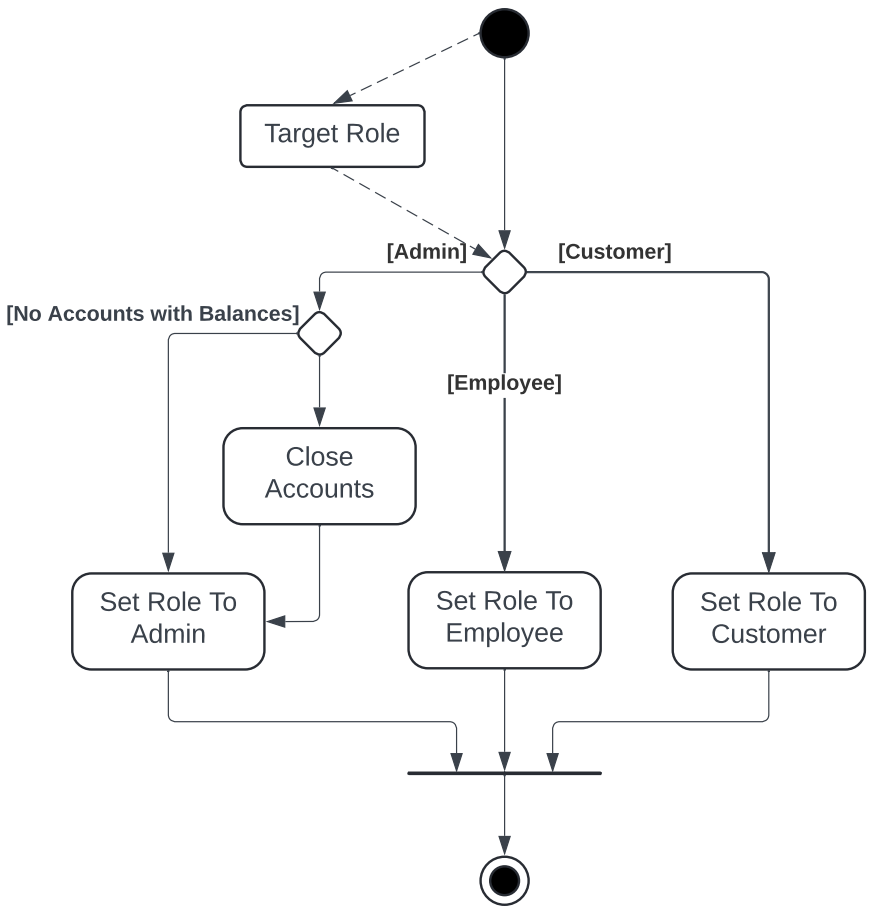 Target Role
[Admin]
[Customer]
[No Accounts with Balances]
[Employee]
Close
Accounts
Set Role To
Admin
Set Role To
Employee
Set Role To
Customer